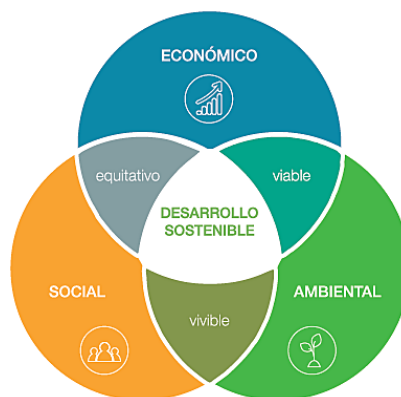 ECONÓMICO
equitativo
viable
DESARROLLO
SOSTENIBLE
SOCIAL
AMBIENTAL
vivible